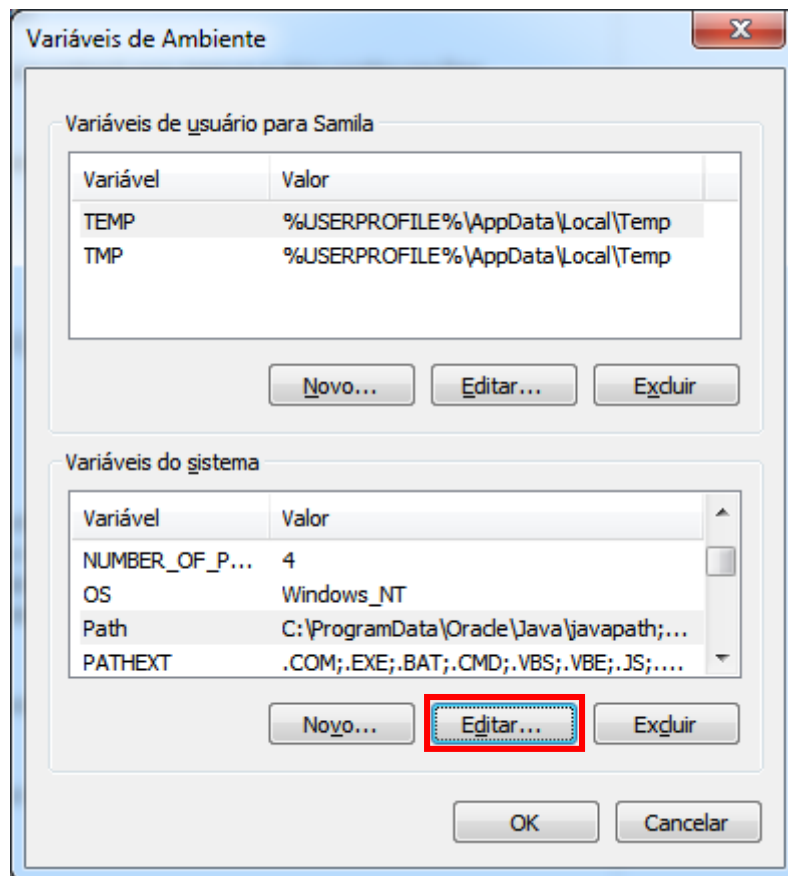 Variáveis de Ambiente
Variáveis de usuário para Samila
Variável Valor
TEMP %USERPROFILE%\AppData\Local\Temp
TMP %USERPROFILE%\AppData\Local\Temp
Novo... Editar... Excluir
Variáveis do sistema
Variável Valor
NUMBER_OF_P... 4
OS Windows_NT
Path C:\ProgramData\Oracle\Java\javapath;...
PATHEXT .COM;.EXE;.BAT;.CMD;.VBS;.VBE;.JS;....
Novo... Editar... Excluir
OK Cancelar